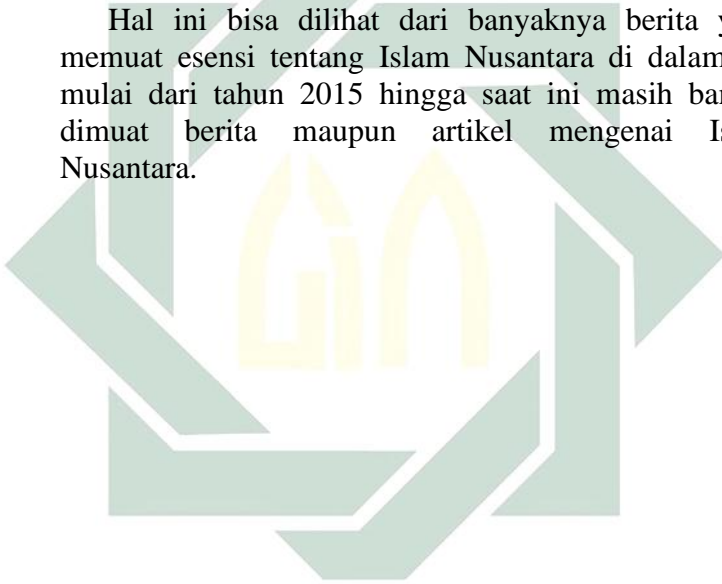 Hal ini bisa dilihat dari banyaknya berita y
memuat esensi tentang Islam Nusantara di dalam
mulai dari tahun 2015 hingga saat ini masih ban
dimuat berita maupun artikel mengenai Is
Nusantara.